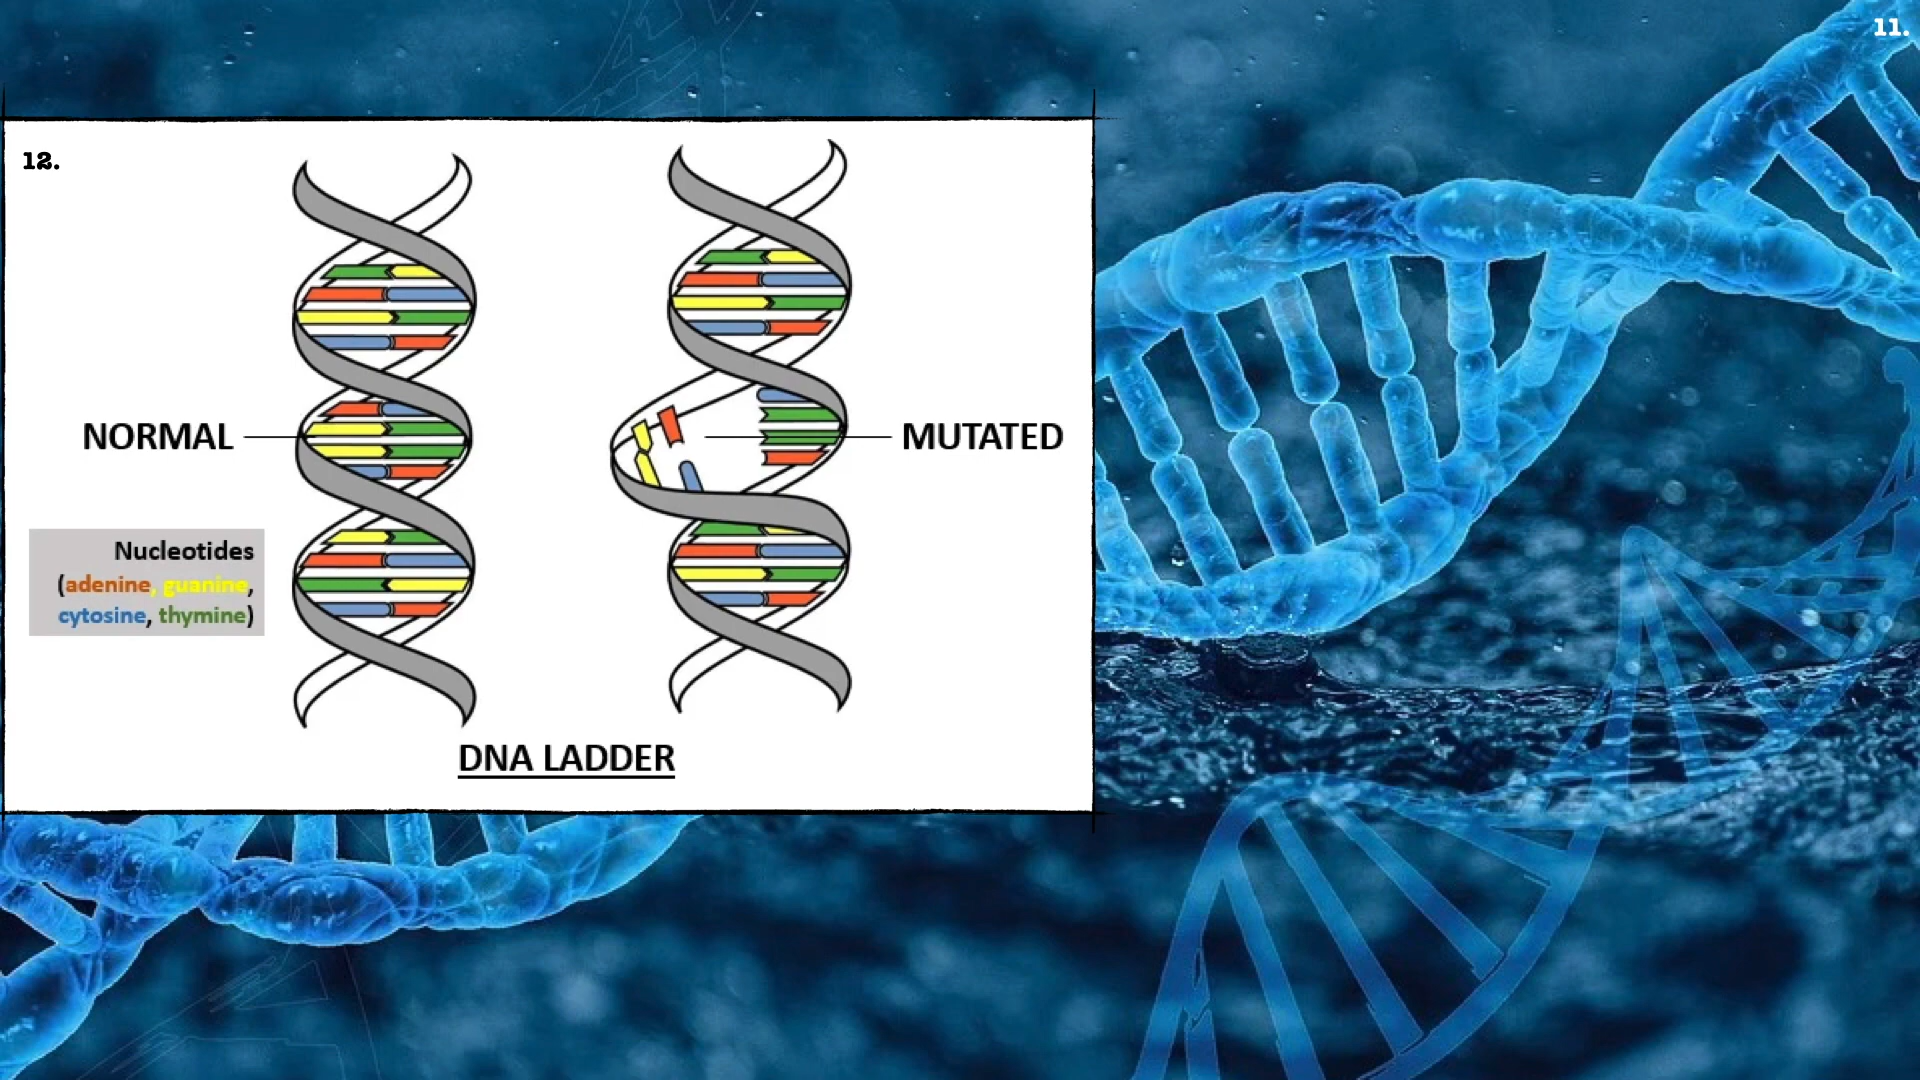 11.
12.
NORMAL
MUTATED
Nucleotides
(adenine, guanine,
cytosine, thymine)
DNA LADDER